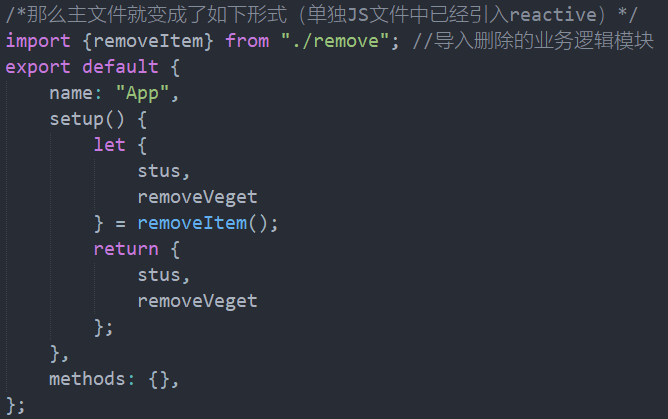 /*那么主文件就变成了如下形式（单独JS文件中已经引入reactive）*/
import {removeItem} from "./remove"; //导入删除的业务逻辑模块
export default {
    name: "App",
    setup() {
        let {
            stus,
            removeVeget
        } = removeItem();
        return {
            stus,
            removeVeget
        };
    },
    methods: {},
};